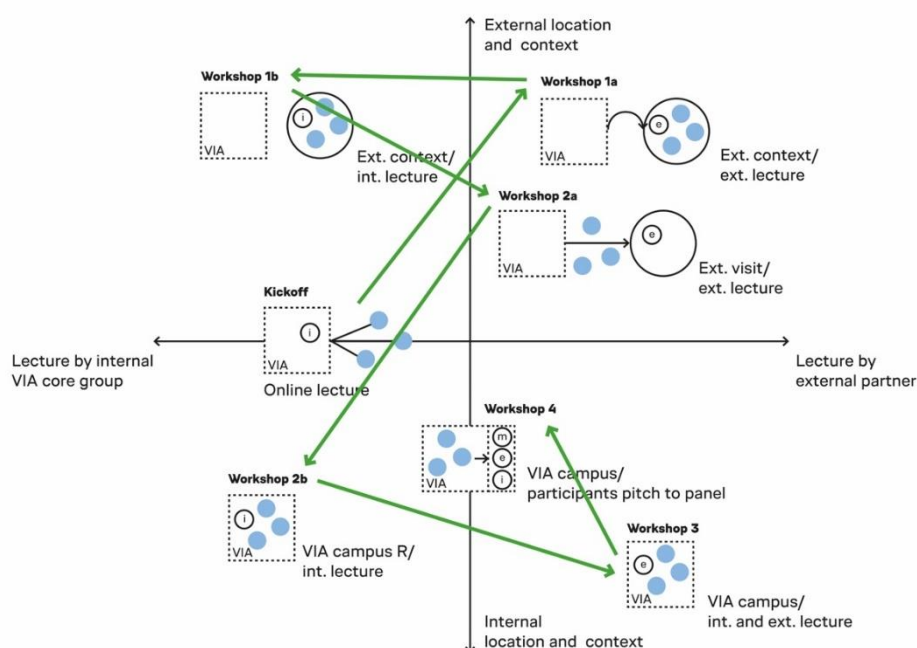 External location
and context
Workshop 1b
VIA
i
Ext. context/
int. lecture
Workshop 1a
VIA
e
Ext. context/
ext. lecture
Workshop 2a
VIA
e
Ext. visit/
ext. lecture
Kickoff
i
VIA
Online lecture
Lecture by internal
VIA core group
Lecture by
external partner
Workshop 4
VIA
m
e
i
VIA campus/
participants pitch to panel
Workshop 2b
i
VIA
VIA campus R/
int. lecture
Workshop 3
e
VIA
VIA campus/
int. and ext. lecture
Internal
location and context